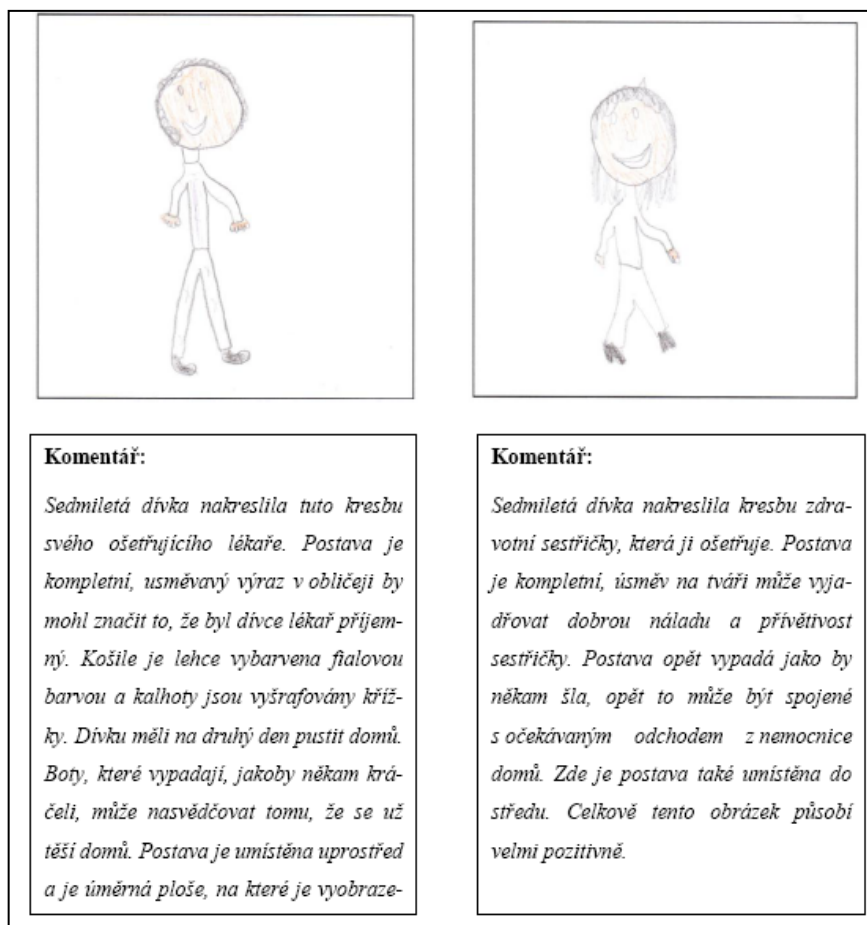 Komentář:
Sedmiletá dívka nakreslila tuto kresbu
svého ošetřujícího lékaře. Postava je
kompletní, usměvavý výraz v obličeji by
mohl značit to, že byl dívce lékař příjem-
ný. Košile je lehce vybarvena fialovou
barvou a kalhoty jsou vyšrafovány kříž-
ky. Dívku měli na druhý den pustit domů.
Boty, které vypadají, jakoby někam krá-
čeli, může nasvědčovat tomu, že se už
těší domů. Postava je umístěna uprostřed
a je úměrná ploše, na které je vyobraze-
Komentář:
Sedmiletá dívka nakreslila kresbu zdra-
votní sestřičky, která ji ošetřuje. Postava
je kompletní, úsměv na tváři může vyja-
dřovat dobrou náladu a přívětivost
sestřičky. Postava opět vypadá jako by
někam šla, opět to může být spojené
s očekávaným odchodem z nemocnice
domů. Zde je postava také umístěna do
středu. Celkově tento obrázek působí
velmi pozitivně.